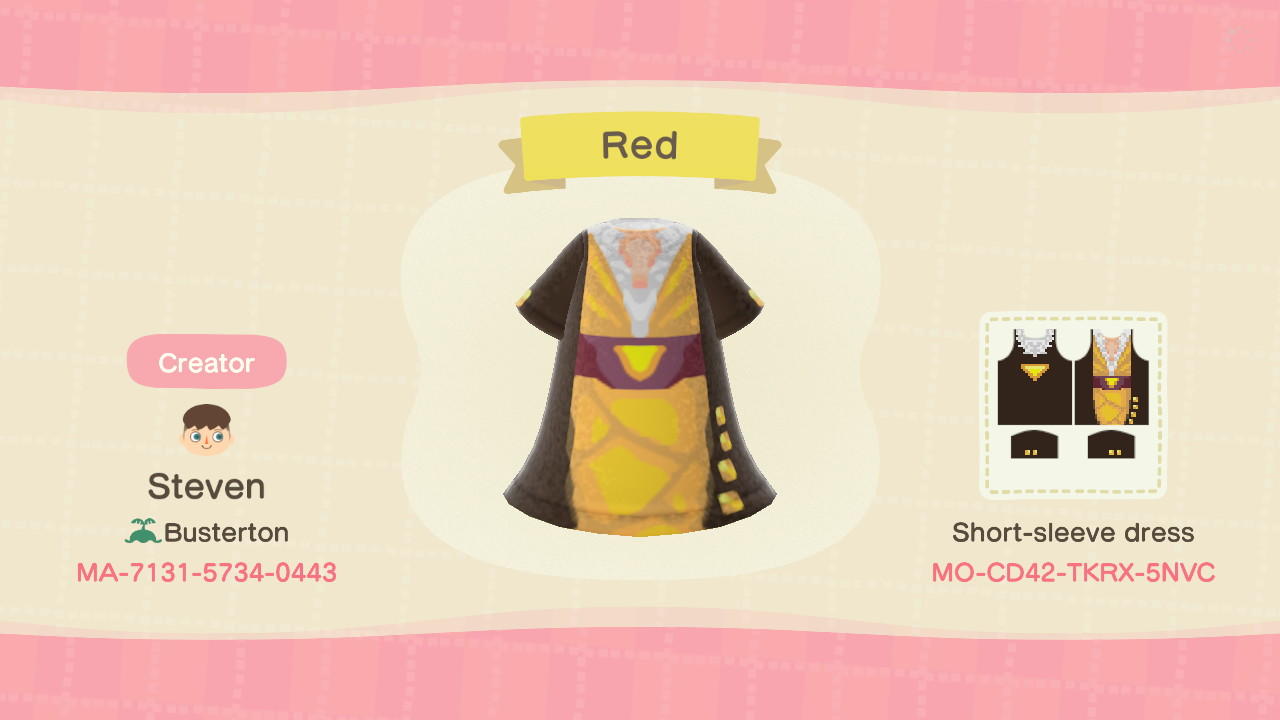 Red
Creator
Steven
Busterton
MA-7131-5734-0443
Short-sleeve dress
MO-CD42-TKRX-5NVC